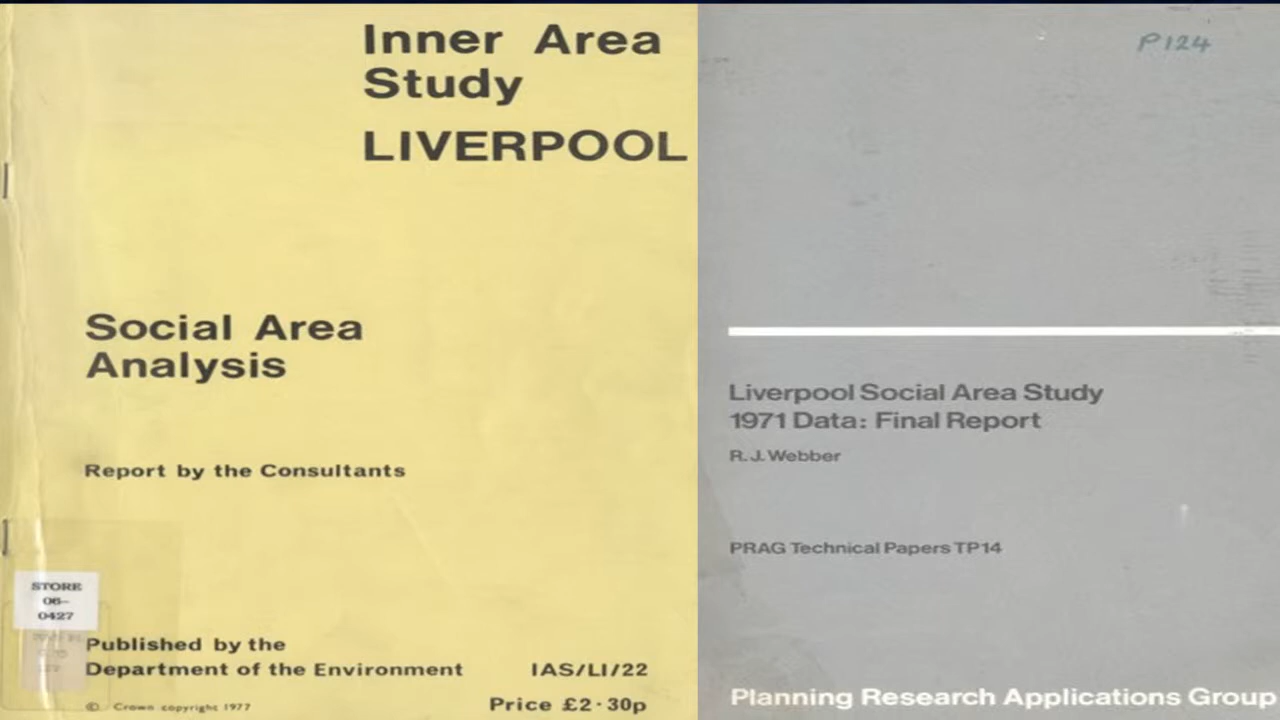 Inner Area
Study
LIVERPOOL
Social Area
Analysis
Report by the Consultants
STORE
06-
0427
Published by the
Department of the Environment
IAS/LI/22
© Crown copyright 1977
Price £2·30p
P124
Liverpool Social Area Study
1971 Data: Final Report
R.J.Webber
PRAG Technical Papers TP14
Planning Research Applications Group